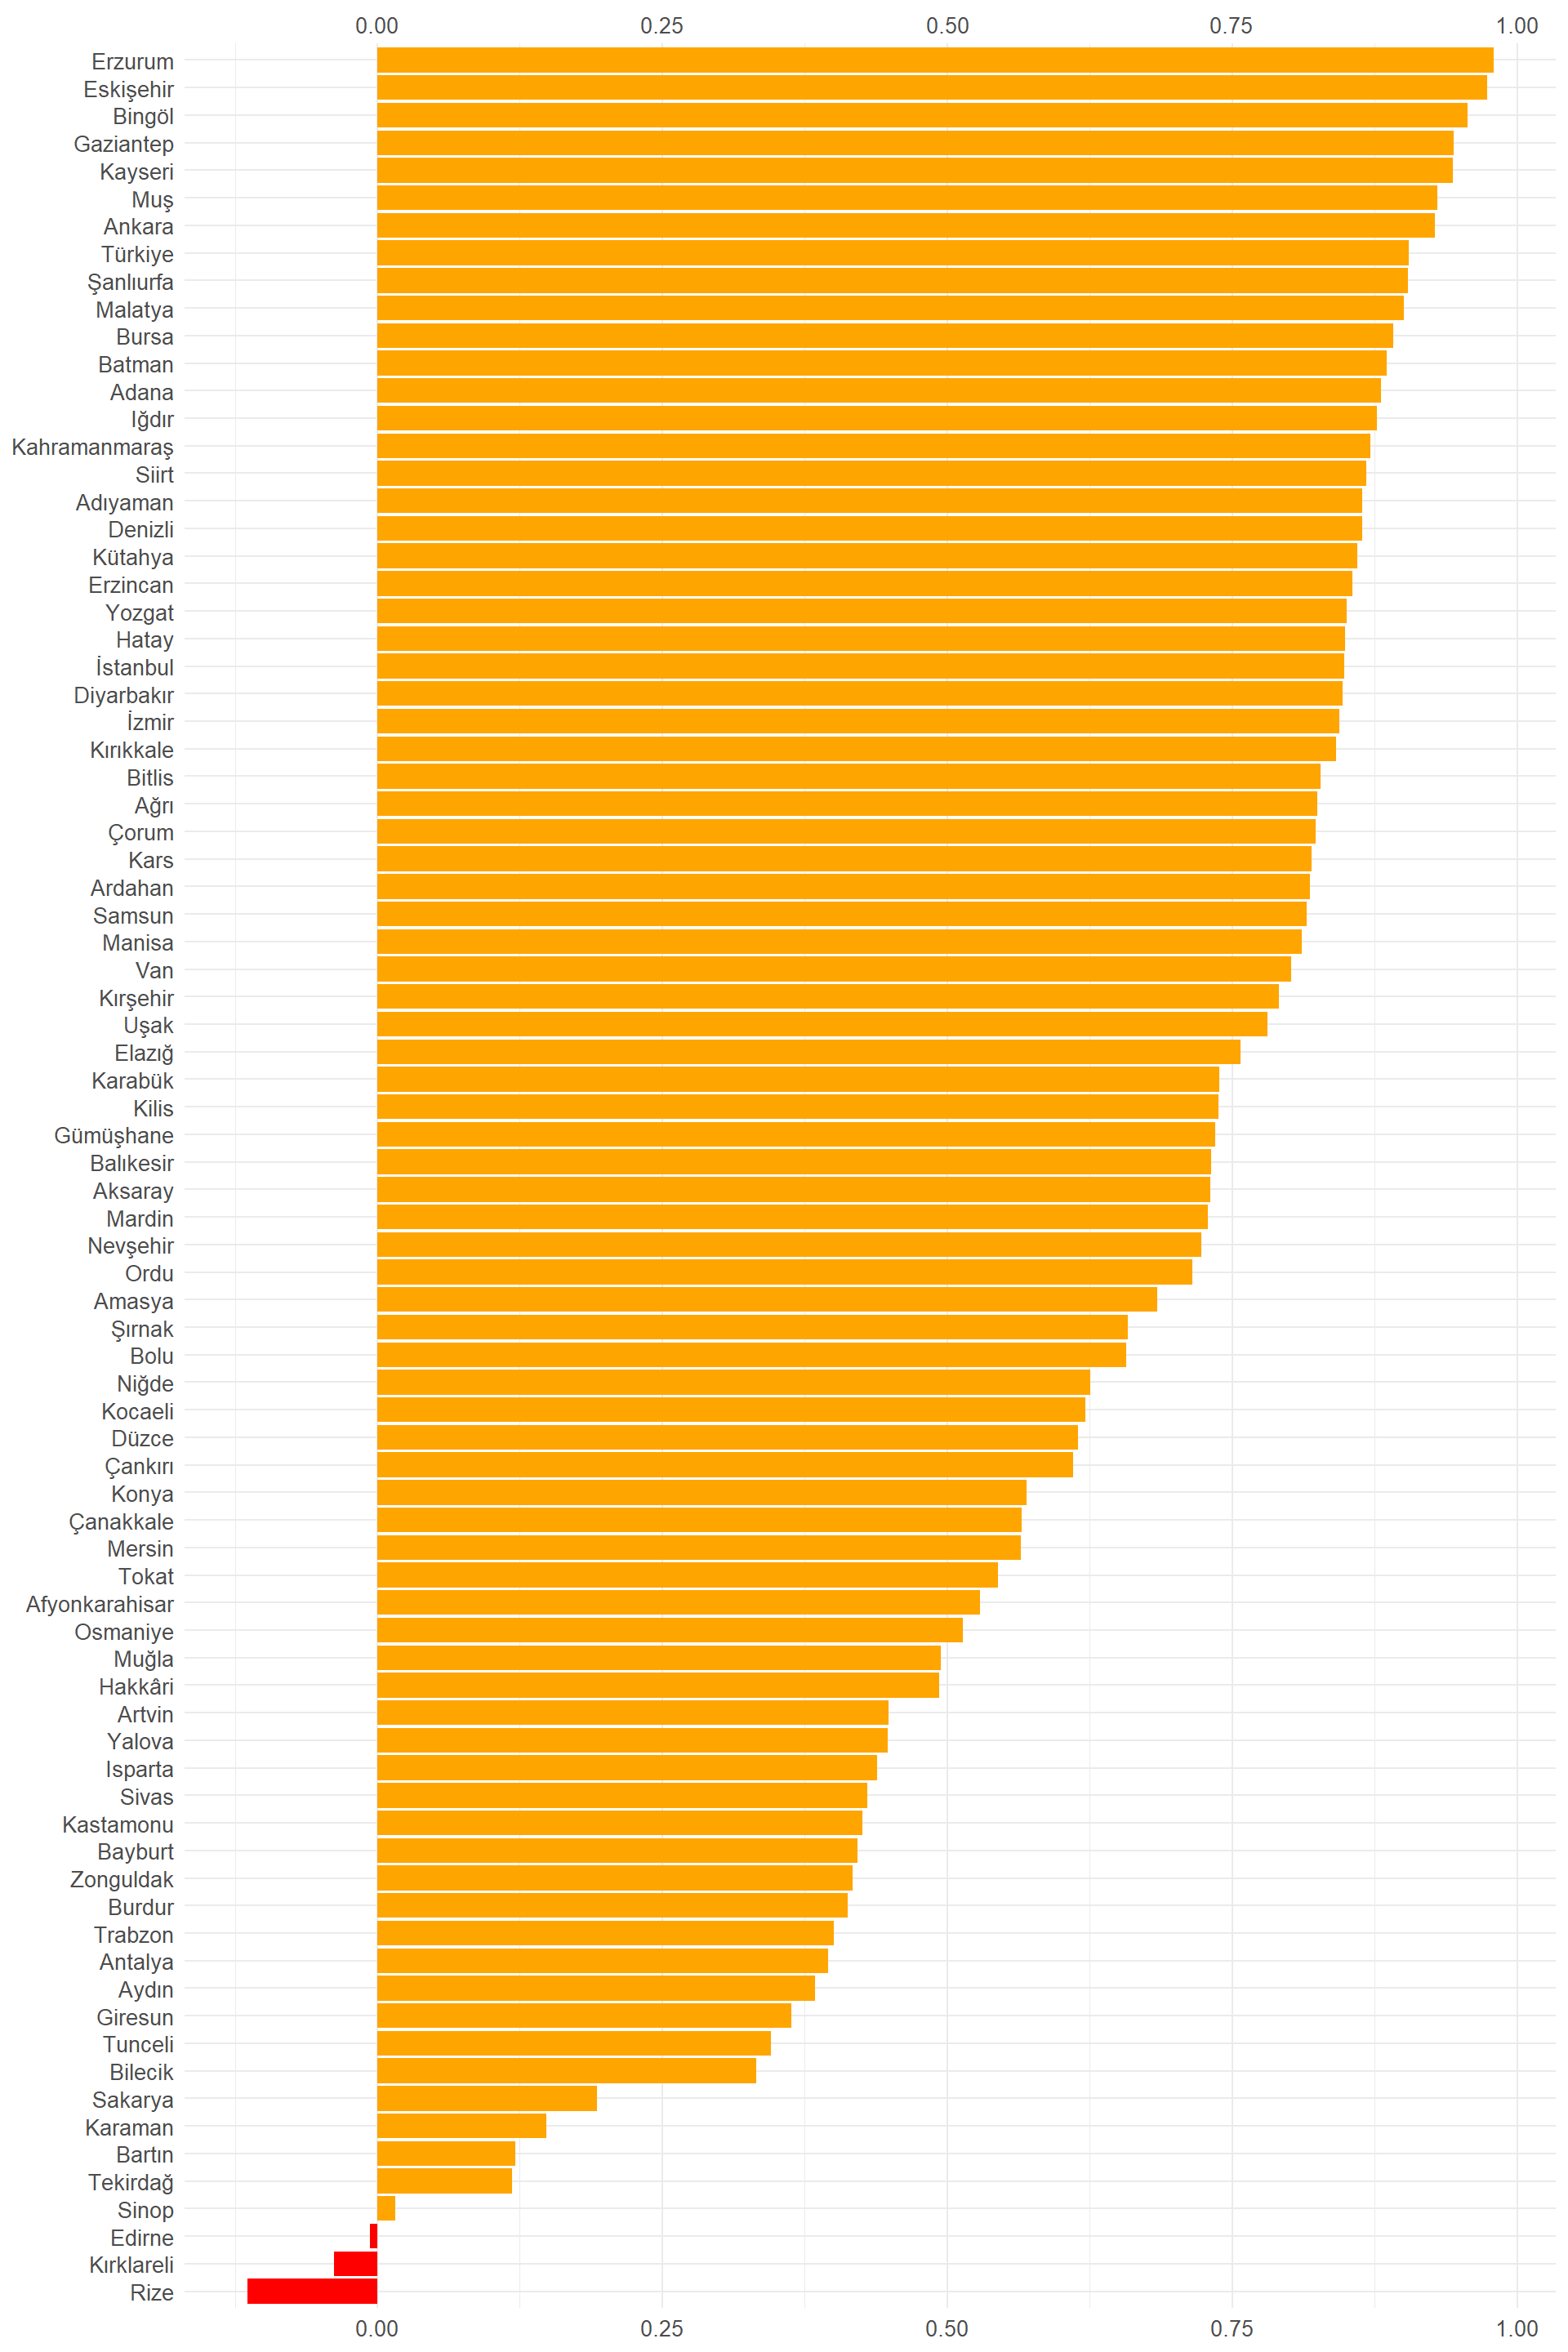 0.00 0.25 0.50 0.75 1.00
Erzurum
Eskişehir
Bingöl
Gaziantep
Kayseri
Muş
Ankara
Türkiye
Şanlıurfa
Malatya
Bursa
Batman
Adana
Iğdır
Kahramanmaraş
Siirt
Adıyaman
Denizli
Kütahya
Erzincan
Yozgat
Hatay
İstanbul
Diyarbakır
İzmir
Kırıkkale
Bitlis
Ağrı
Çorum
Kars
Ardahan
Samsun
Manisa
Van
Kırşehir
Uşak
Elazığ
Karabük
Kilis
Gümüşhane
Balıkesir
Aksaray
Mardin
Nevşehir
Ordu
Amasya
Şırnak
Bolu
Niğde
Kocaeli
Düzce
Çankırı
Konya
Çanakkale
Mersin
Tokat
Afyonkarahisar
Osmaniye
Muğla
Hakkâri
Artvin
Yalova
Isparta
Sivas
Kastamonu
Bayburt
Zonguldak
Burdur
Trabzon
Antalya
Aydın
Giresun
Tunceli
Bilecik
Sakarya
Karaman
Bartın
Tekirdağ
Sinop
Edirne
Kırklareli
Rize
0.00 0.25 0.50 0.75 1.00